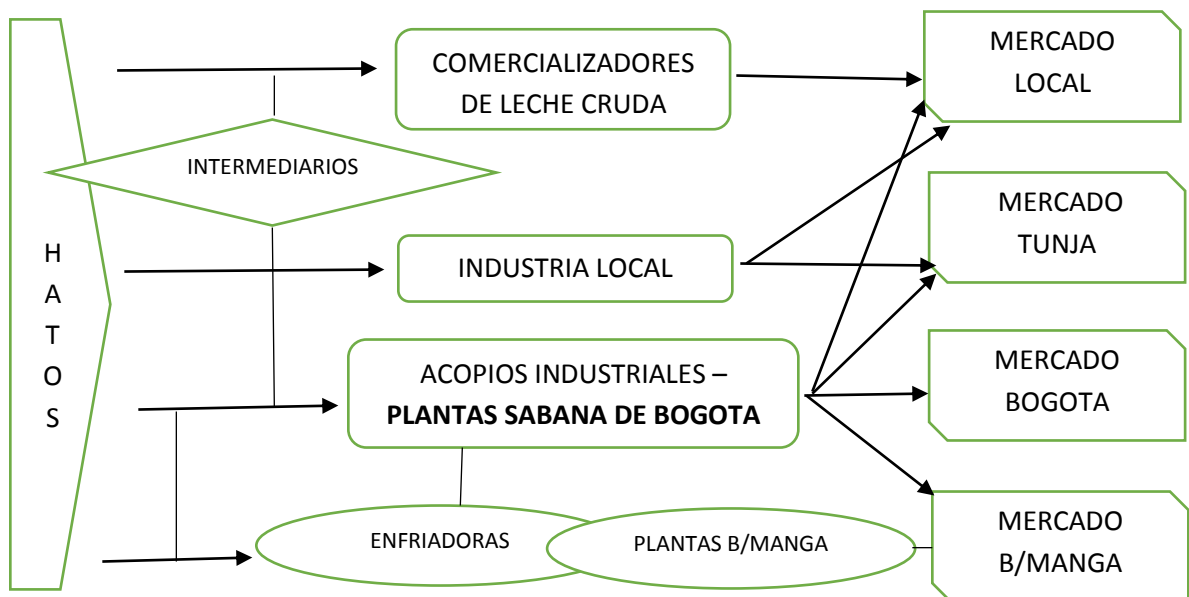 HATOS
COMERCIALIZADORES
DE LECHE CRUDA
MERCADO
LOCAL
INTERMEDIARIOS
MERCADO
TUNJA
INDUSTRIA LOCAL
ACOPIOS INDUSTRIALES –
PLANTAS SABANA DE BOGOTA
MERCADO
BOGOTA
ENFRIADORAS
PLANTAS B/MANGA
MERCADO
B/MANGA